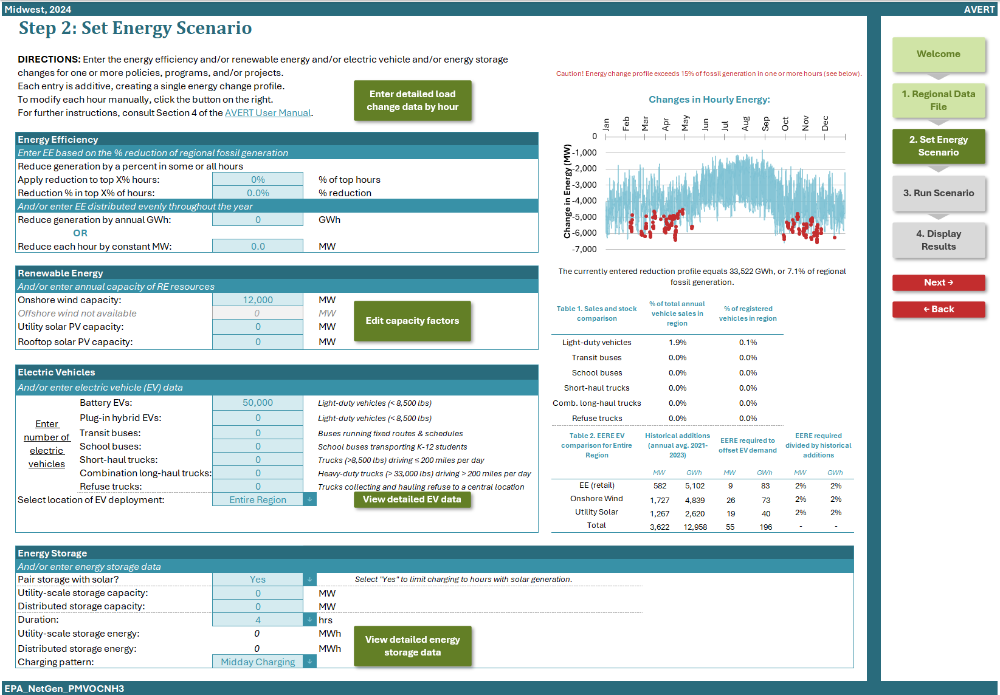 Midwest, 2024
AVERT
Step 2: Set Energy Scenario
DIRECTIONS: Enter the energy efficiency and/or renewable energy and/or electric vehicle and/or energy storage
changes for one or more policies, programs, and/or projects.
Each entry is additive, creating a single energy change profile.
To modify each hour manually, click the button on the right.
For further instructions, consult Section 4 of the AVERT User Manual.
Enter detailed load
change data by hour
Energy Efficiency
Enter EE based on the % reduction of regional fossil generation
Reduce generation by a percent in some or all hours
Apply reduction to top X% hours: 0% % of top hours
Reduction % in top X% of hours: 0.0% % reduction
And/or enter EE distributed evenly throughout the year
Reduce generation by annual GWh: 0 GWh
OR
Reduce each hour by constant MW: 0.0 MW
Renewable Energy
And/or enter annual capacity of RE resources
Onshore wind capacity: 12,000 MW
Offshore wind not available 0 MW
Utility solar PV capacity: 0 MW
Rooftop solar PV capacity: 0 MW
Edit capacity factors
Electric Vehicles
And/or enter electric vehicle (EV) data
Enter
number of
electric
vehicles
Battery EVs: 50,000 Light-duty vehicles (< 8,500 lbs)
Plug-in hybrid EVs: 0 Light-duty vehicles (< 8,500 lbs)
Transit buses: 0 Buses running fixed routes & schedules
School buses: 0 School buses transporting K-12 students
Short-haul trucks: 0 Trucks (>8,500 lbs) driving ≤ 200 miles per day
Combination long-haul trucks: 0 Heavy-duty trucks (> 33,000 lbs) driving > 200 miles per day
Refuse trucks: 0 Trucks collecting and hauling refuse to a central location
Select location of EV deployment: Entire Region ↓
View detailed EV data
Caution! Energy change profile exceeds 15% of fossil generation in one or more hours (see below).
Changes in Hourly Energy:
Jan Feb Mar Apr May Jun Jul Aug Sep Oct Nov Dec
Change in Energy (MW)
0
-1,000
-2,000
-3,000
-4,000
-5,000
-6,000
-7,000
The currently entered reduction profile equals 33,522 GWh, or 7.1% of regional
fossil generation.
Table 1. Sales and stock
comparison
% of total annual
vehicle sales in
region
% of registered
vehicles in region
Light-duty vehicles 1.9% 0.1%
Transit buses 0.0% 0.0%
School buses 0.0% 0.0%
Short-haul trucks 0.0% 0.0%
Comb. long-haul trucks 0.0% 0.0%
Refuse trucks 0.0% 0.0%
Table 2. EERE EV
comparison for Entire
Region
Historical additions
(annual avg. 2021-
2023)
EERE required to
offset EV demand
EERE required
divided by historical
additions
MW GWh MW GWh MW GWh
EE (retail) 582 5,102 9 83 2% 2%
Onshore Wind 1,727 4,839 26 73 2% 2%
Utility Solar 1,267 2,620 19 40 2% 2%
Total 3,622 12,958 55 196 - -
Energy Storage
And/or enter energy storage data
Pair storage with solar? Yes ↓ Select "Yes" to limit charging to hours with solar generation.
Utility-scale storage capacity: 0 MW
Distributed storage capacity: 0 MW
Duration: 4 ↓ hrs
Utility-scale storage energy: 0 MWh
Distributed storage energy: 0 MWh
Charging pattern: Midday Charging ↓
View detailed energy
storage data
Welcome
1. Regional Data
File
2. Set Energy
Scenario
3. Run Scenario
4. Display
Results
Next →
← Back
EPA_NetGen_PMVOCNH3